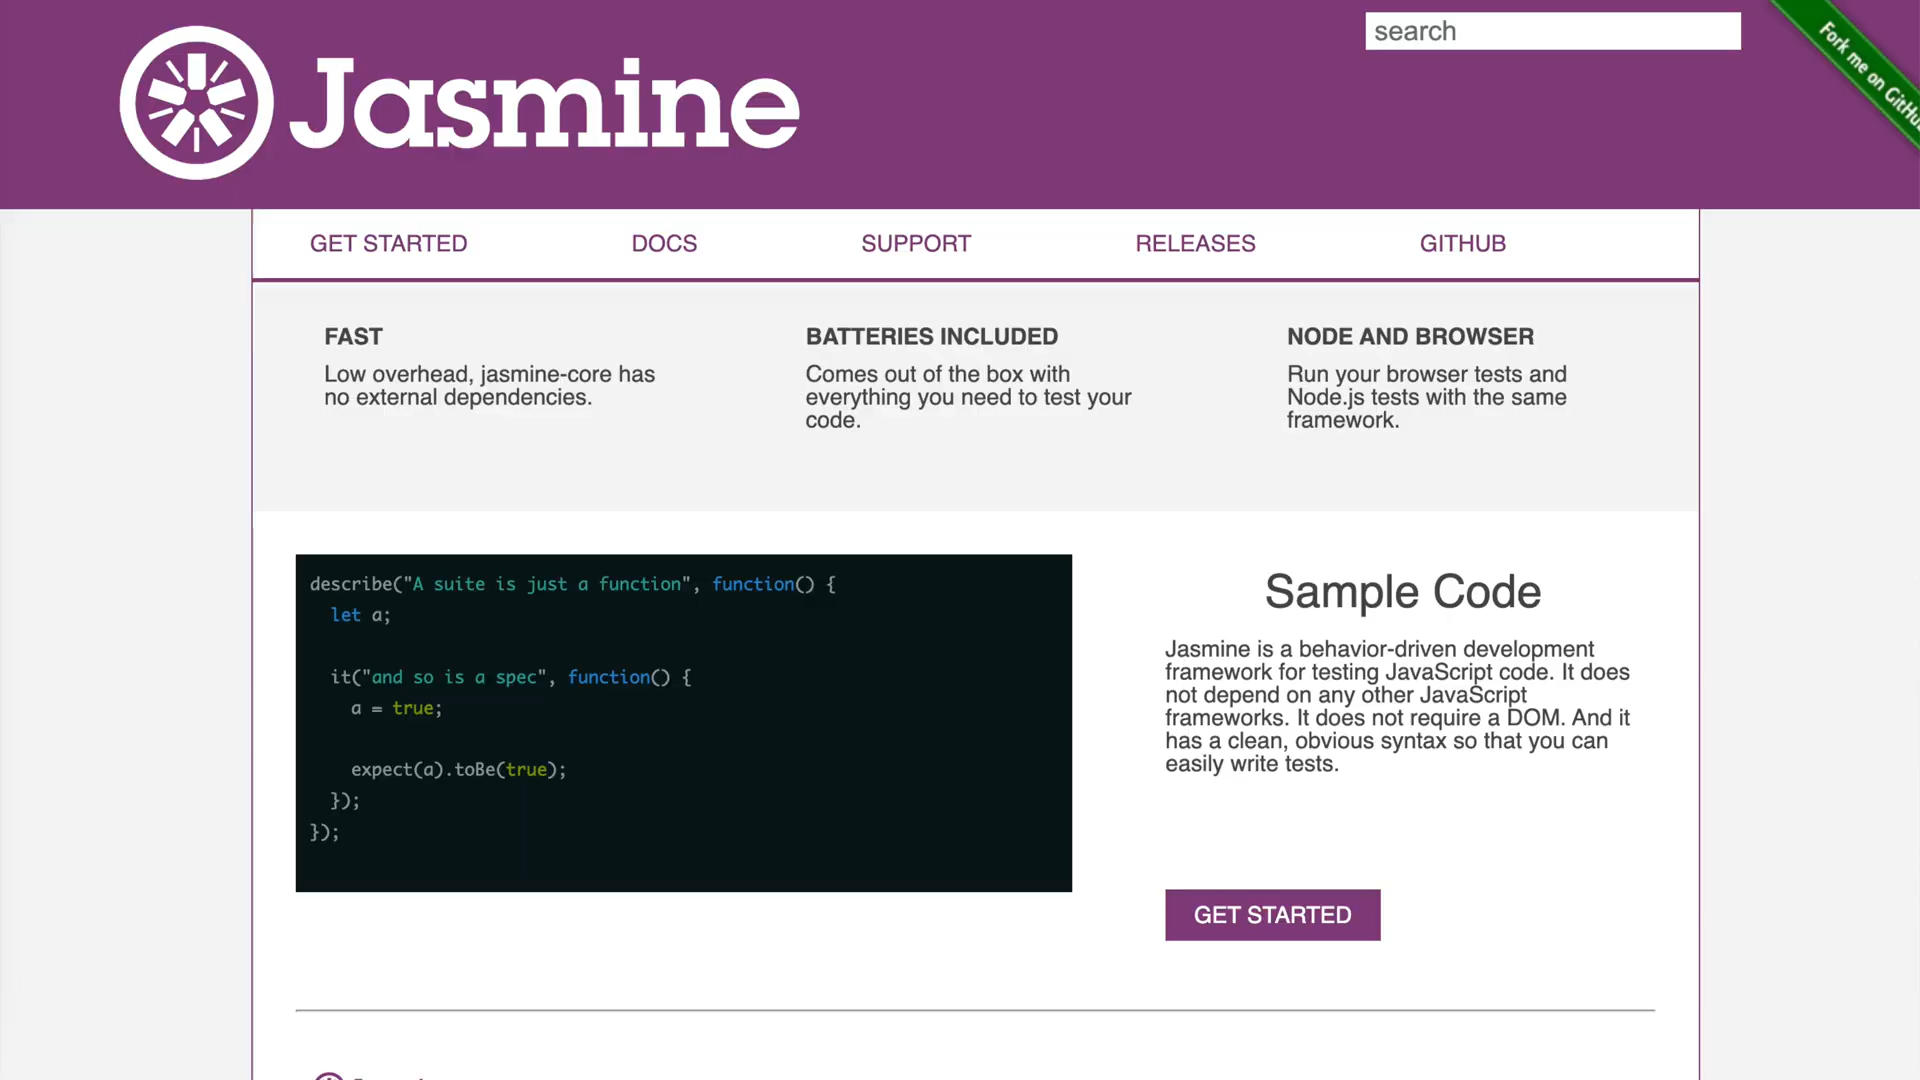 Jasmine
search
Fork me on GitHu
GET STARTED
DOCS
SUPPORT
RELEASES
GITHUB
FAST
Low overhead, jasmine-core has
no external dependencies.
BATTERIES INCLUDED
Comes out of the box with
everything you need to test your
code.
NODE AND BROWSER
Run your browser tests and
Node.js tests with the same
framework.
describe("A suite is just a function", function() {
  let a;
  it("and so is a spec", function() {
    a = true;
    expect(a).toBe(true);
  });
});
Sample Code
Jasmine is a behavior-driven development
framework for testing JavaScript code. It does
not depend on any other JavaScript
frameworks. It does not require a DOM. And it
has a clean, obvious syntax so that you can
easily write tests.
GET STARTED